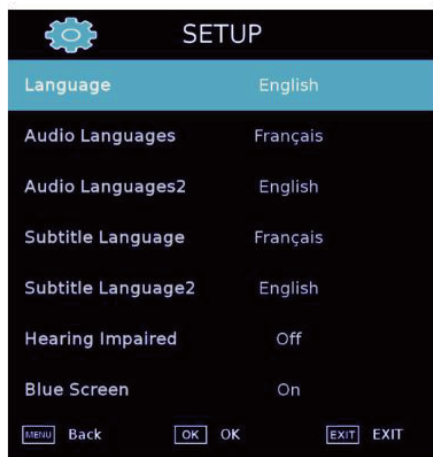 SETUP
Language English
Audio Languages Français
Audio Languages2 English
Subtitle Language Français
Subtitle Language2 English
Hearing Impaired Off
Blue Screen On
MENU Back OK OK EXIT EXIT